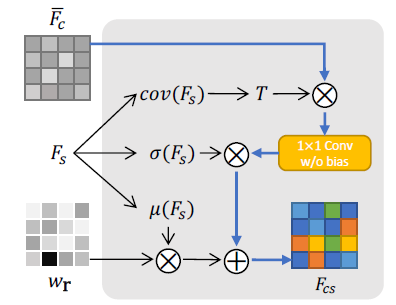 F̅c
cov(Fs)
T
Fs
σ(Fs)
1×1 Conv
w/o bias
μ(Fs)
wr
Fcs